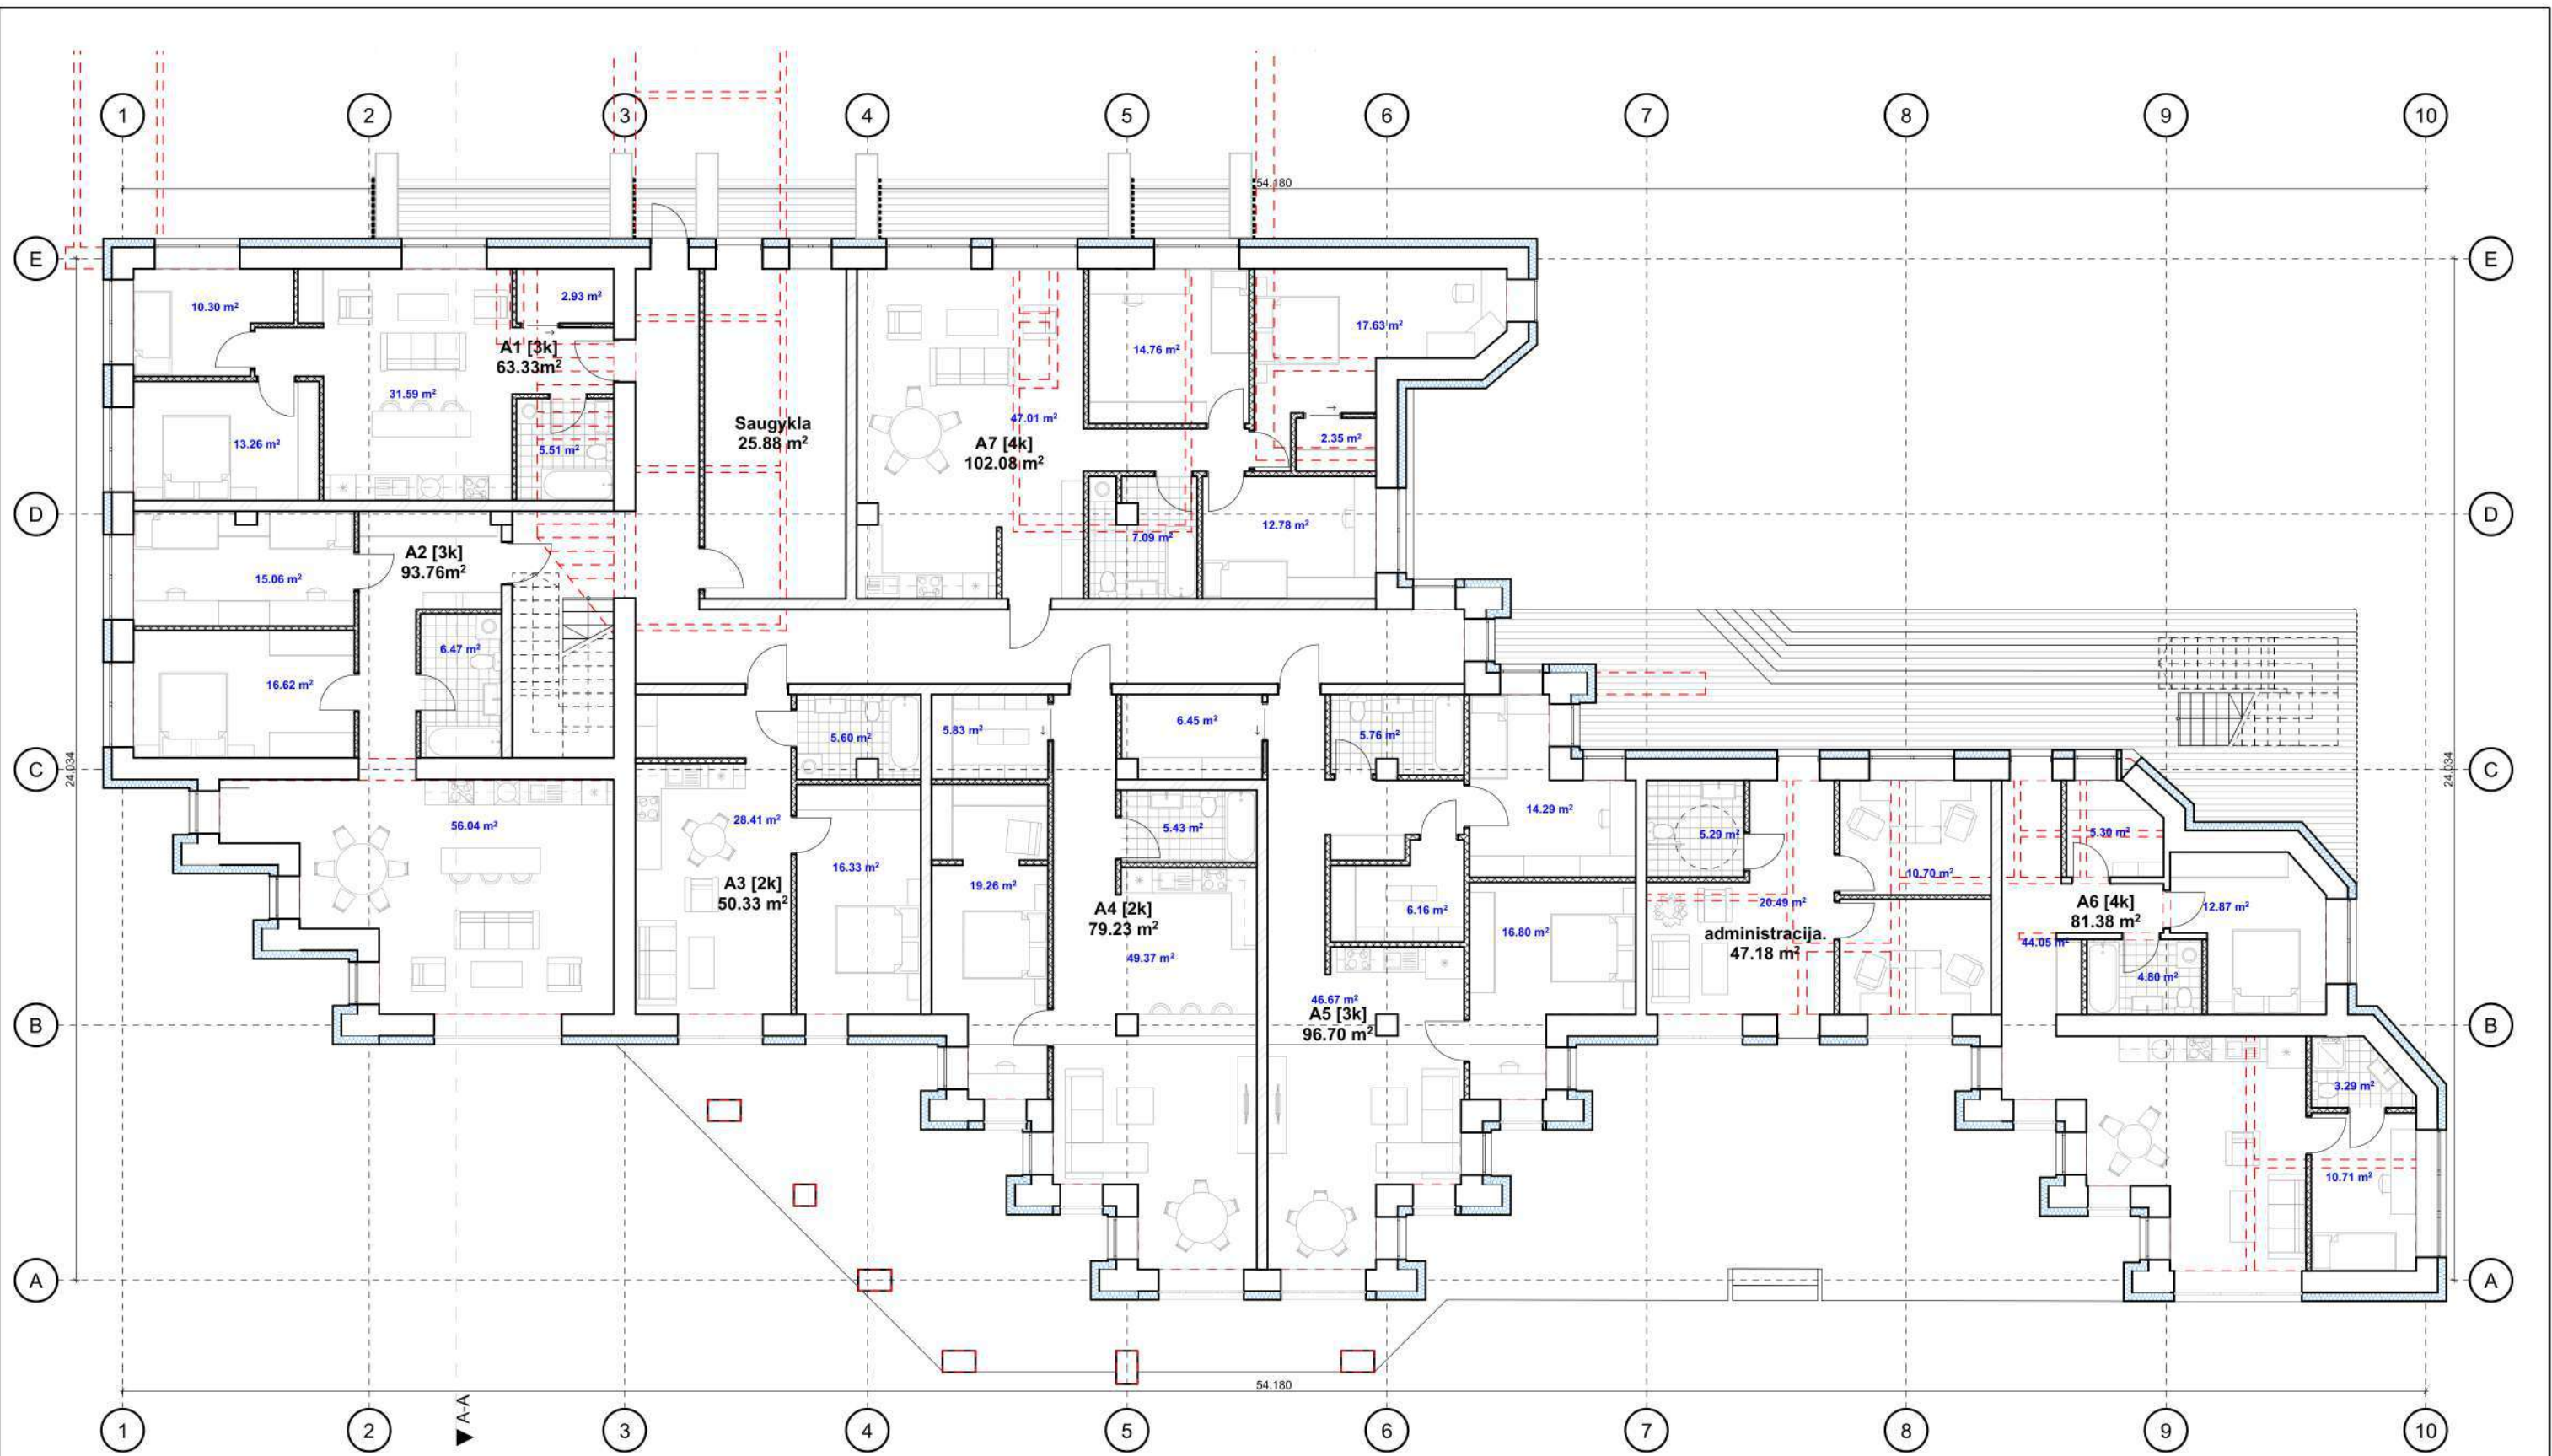 1 2 3 4 5 6 7 8 9 10
54.180
E E
10.30 m²
2.93 m²
A1 [3k]
63.33m²
31.59 m²
13.26 m²
5.51 m²
Saugykla
25.88 m²
14.76 m²
17.63 m²
47.01 m²
A7 [4k]
102.08 m²
2.35 m²
D D
7.09 m²
12.78 m²
A2 [3k]
93.76m²
15.06 m²
6.47 m²
16.62 m²
5.60 m²
5.83 m²
6.45 m²
5.76 m²
C C
24.034
24.034
56.04 m²
28.41 m²
5.43 m²
14.29 m²
5.29 m²
5.30 m²
16.33 m²
10.70 m²
A3 [2k]
50.33 m²
19.26 m²
A4 [2k]
79.23 m²
6.16 m²
20.49 m²
A6 [4k]
81.38 m²
12.87 m²
16.80 m²
administracija.
47.18 m²
44.05 m²
49.37 m²
4.80 m²
46.67 m²
A5 [3k]
96.70 m²
B B
3.29 m²
10.71 m²
A A
54.180
A-A
1 2 3 4 5 6 7 8 9 10